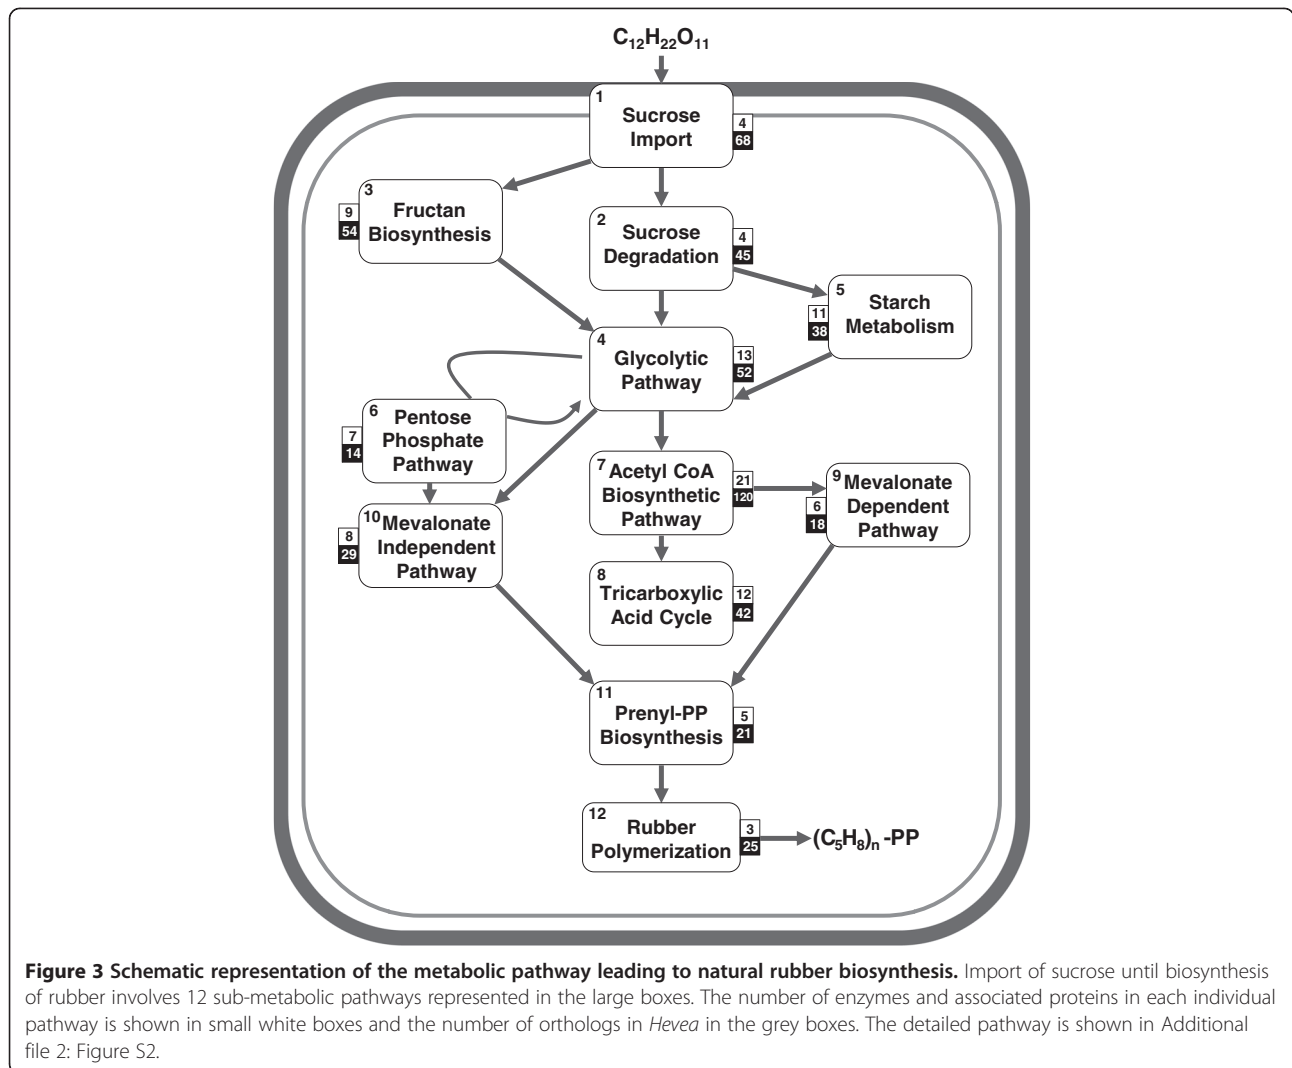 C12H22O11
1
Sucrose
Import
4
68
3
Fructan
Biosynthesis
9
54
2
Sucrose
Degradation
4
45
5
Starch
Metabolism
11
38
4
Glycolytic
Pathway
13
52
6
Pentose
Phosphate
Pathway
7
14
7
Acetyl CoA
Biosynthetic
Pathway
21
120
9
Mevalonate
Dependent
Pathway
6
18
10
Mevalonate
Independent
Pathway
8
29
8
Tricarboxylic
Acid Cycle
12
42
11
Prenyl-PP
Biosynthesis
5
21
12
Rubber
Polymerization
3
25
(C5H8)n -PP
Figure 3 Schematic representation of the metabolic pathway leading to natural rubber biosynthesis. Import of sucrose until biosynthesis
of rubber involves 12 sub-metabolic pathways represented in the large boxes. The number of enzymes and associated proteins in each individual
pathway is shown in small white boxes and the number of orthologs in Hevea in the grey boxes. The detailed pathway is shown in Additional
file 2: Figure S2.